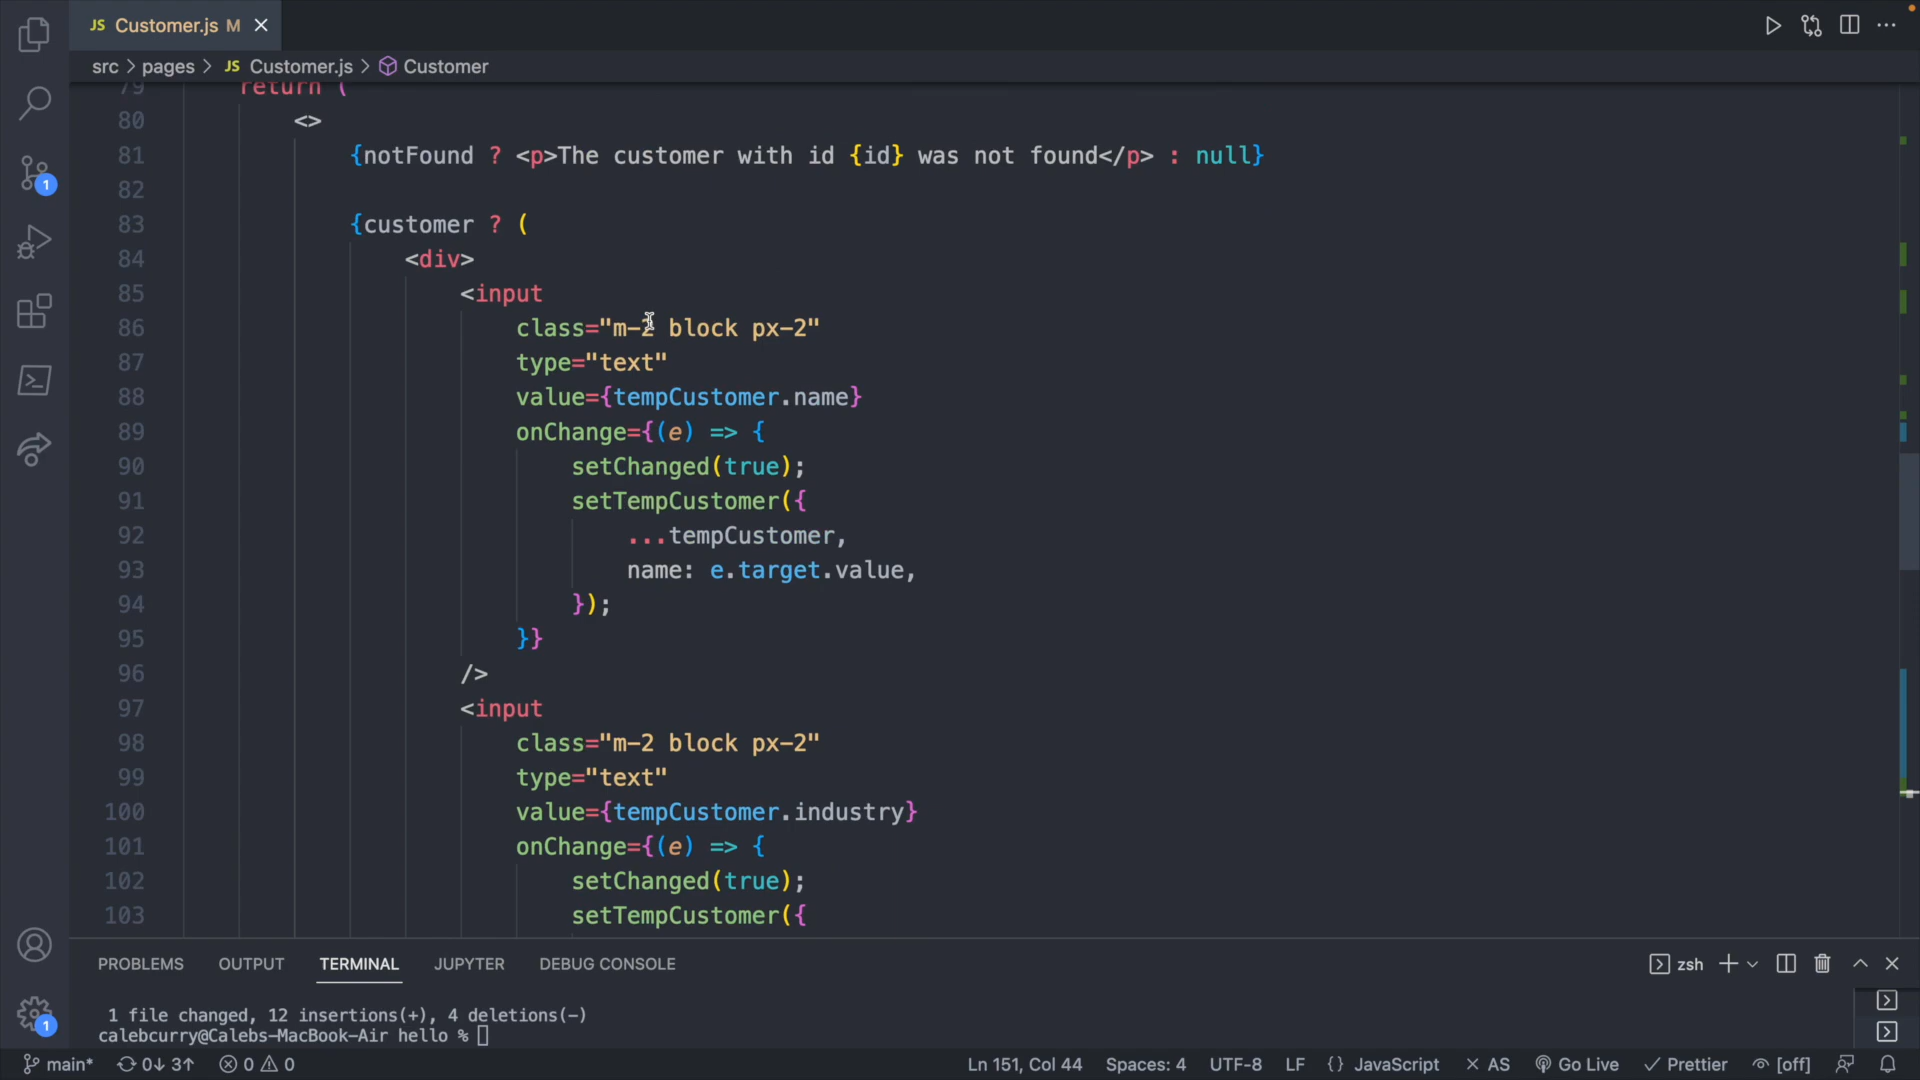 JS Customer.js M
src > pages > JS Customer.js > Customer
79 return (
80 <>
81 {notFound ? <p>The customer with id {id} was not found</p> : null}
82
83 {customer ? (
84 <div>
85 <input
86 class="m-2 block px-2"
87 type="text"
88 value={tempCustomer.name}
89 onChange={(e) => {
90 setChanged(true);
91 setTempCustomer({
92 ...tempCustomer,
93 name: e.target.value,
94 });
95 }}
96 />
97 <input
98 class="m-2 block px-2"
99 type="text"
100 value={tempCustomer.industry}
101 onChange={(e) => {
102 setChanged(true);
103 setTempCustomer({
1
1
PROBLEMS OUTPUT TERMINAL JUPYTER DEBUG CONSOLE zsh
1 file changed, 12 insertions(+), 4 deletions(-)
calebcurry@Calebs-MacBook-Air hello %
main* 0↓ 3↑ 0 0 Ln 151, Col 44 Spaces: 4 UTF-8 LF {} JavaScript × AS Go Live ✓ Prettier [off]